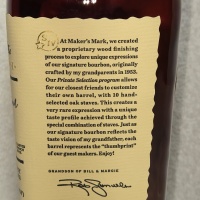 At Maker's Mark, we created
a proprietary wood finishing
process to explore unique expressions
of our signature bourbon, originally
crafted by my grandparents in 1953.
Our Private Selection program allows
for our closest friends to customize
their own barrel, with 10 hand-
selected oak staves. This creates a
very rare expression with a unique
taste profile achieved through the
special combination of staves. Just as
our signature bourbon reflects the
taste vision of my grandfather, each
barrel represents the "thumbprint"
of our guest makers. Enjoy!
GRANDSON OF BILL & MARGIE
Rob Samuels